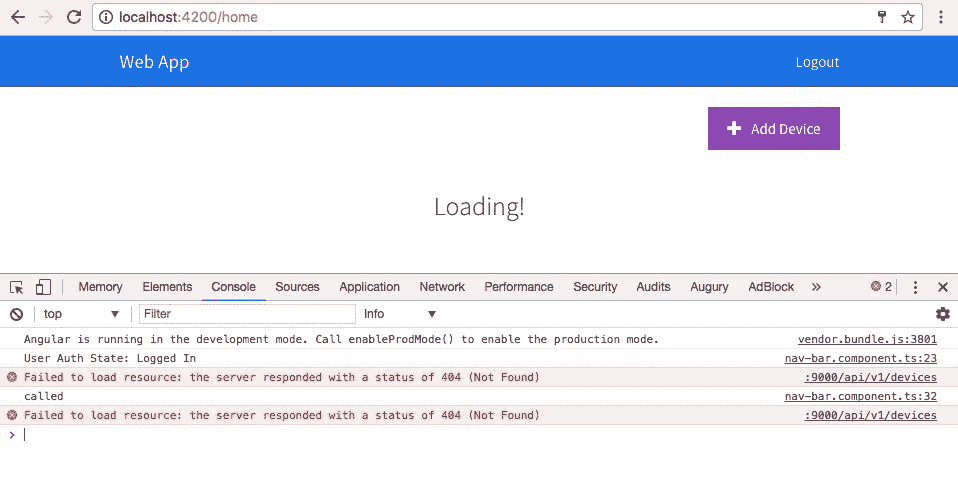 localhost:4200/home
Web App Logout
Add Device
Loading!
Memory Elements Console Sources Application Network Performance Security Audits Augury AdBlock » 2
top Filter Info
Angular is running in the development mode. Call enableProdMode() to enable the production mode. vendor.bundle.js:3801
User Auth State: Logged In nav-bar.component.ts:23
Failed to load resource: the server responded with a status of 404 (Not Found) :9000/api/v1/devices
called nav-bar.component.ts:32
Failed to load resource: the server responded with a status of 404 (Not Found) :9000/api/v1/devices